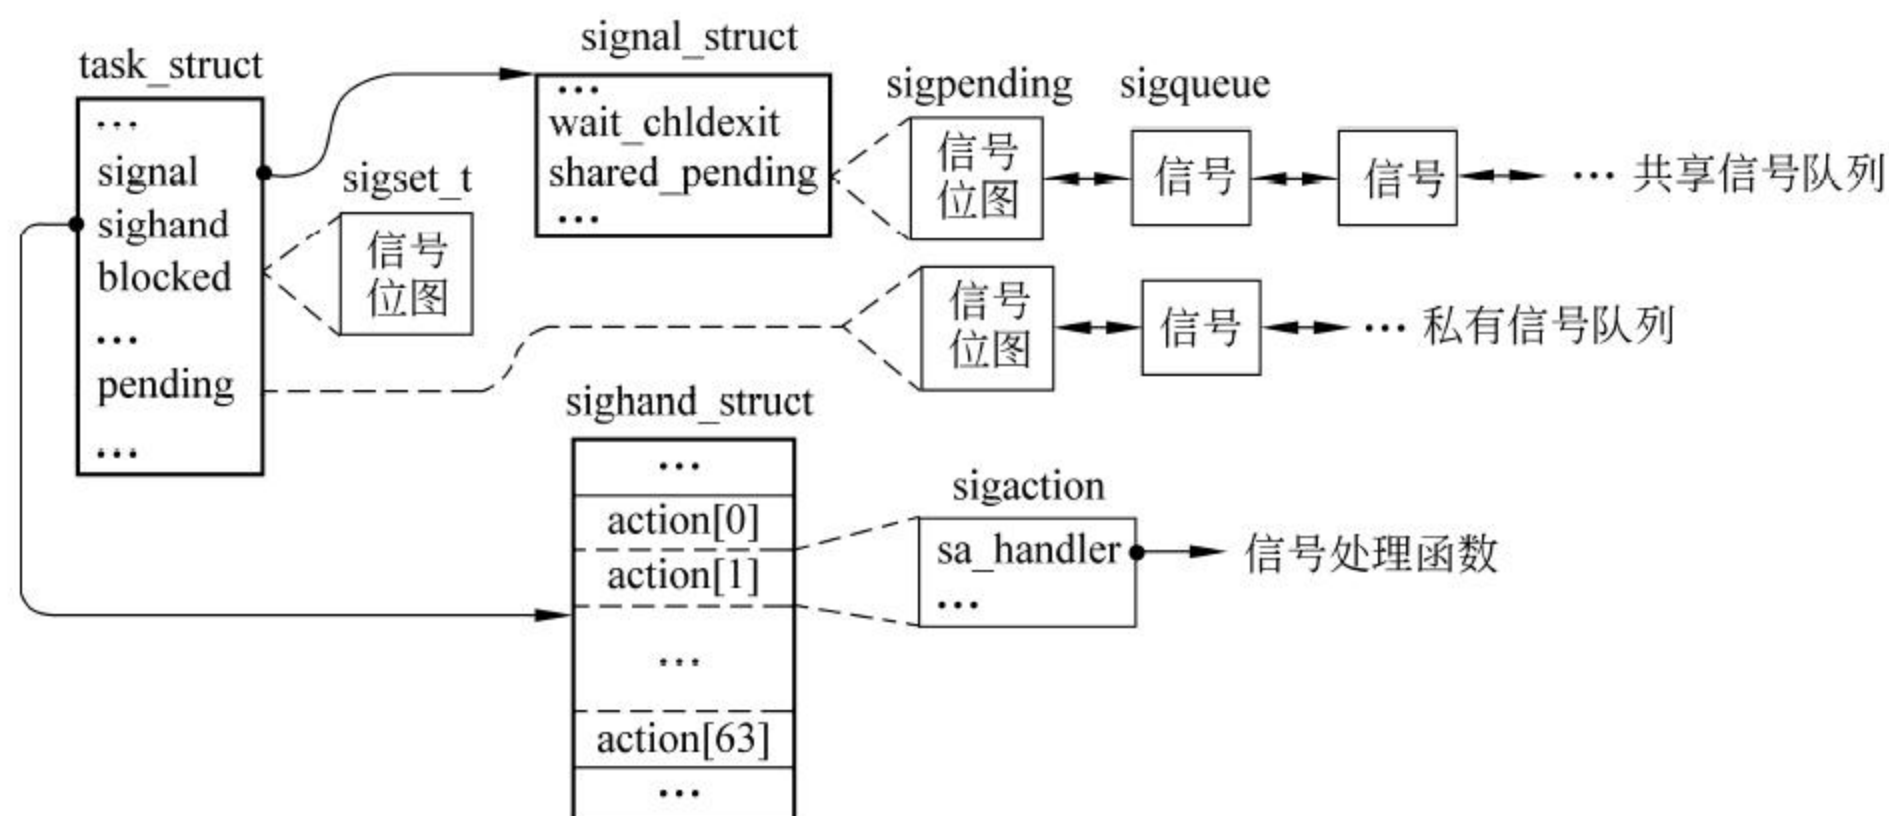 task_struct
...
signal
sighand
blocked
...
pending
...
sigset_t
信号
位图
signal_struct
...
wait_chldexit
shared_pending
...
sigpending
信号
位图
sigqueue
信号
信号
... 共享信号队列
信号
位图
信号
... 私有信号队列
sighand_struct
...
action[0]
action[1]
...
action[63]
...
sigaction
sa_handler
...
信号处理函数